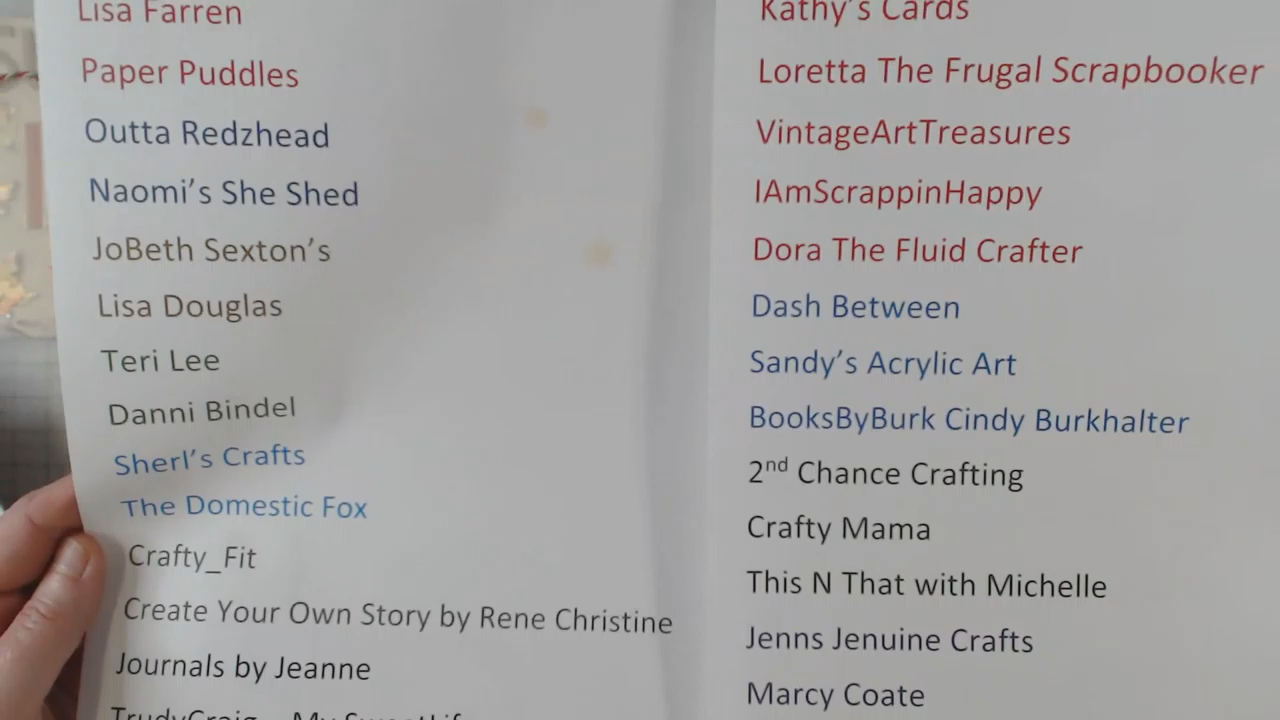 Lisa Farren
Paper Puddles
Outta Redzhead
Naomi's She Shed
JoBeth Sexton's
Lisa Douglas
Teri Lee
Danni Bindel
Sherl's Crafts
The Domestic Fox
Crafty_Fit
Create Your Own Story by Rene Christine
Journals by Jeanne
TrudyCraig My
Kathy's Cards
Loretta The Frugal Scrapbooker
VintageArtTreasures
IAmScrappinHappy
Dora The Fluid Crafter
Dash Between
Sandy's Acrylic Art
BooksByBurk Cindy Burkhalter
2nd Chance Crafting
Crafty Mama
This N That with Michelle
Jenns Jenuine Crafts
Marcy Coate